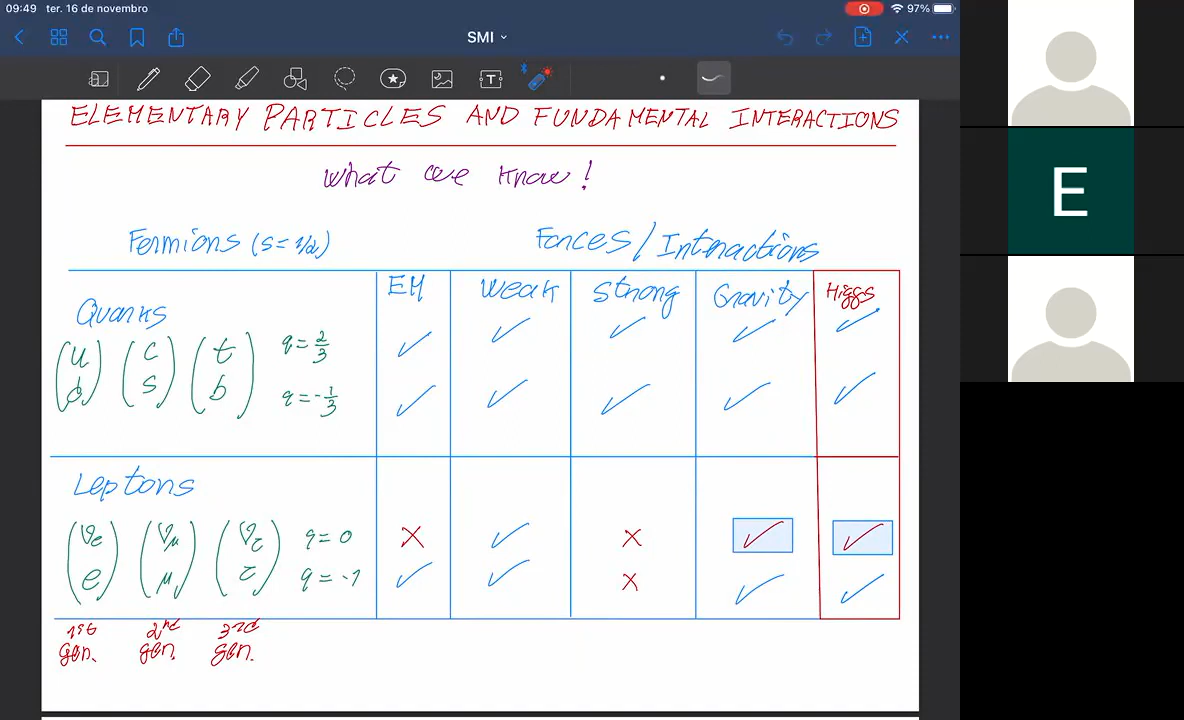 09:49 ter. 16 de novembro
97%
SMI
T
ELEMENTARY PARTICLES AND FUNDAMENTAL INTERACTIONS
What we know!
E
Fermions (s=1/2)
Forces/Interactions
EM Weak Strong Gravity Higgs
Quarks
u c t q=2/3
d s b q=-1/3
Leptons
νe νμ ντ q=0
e μ τ q=-1
1st 2nd 3rd
gen. gen. gen.